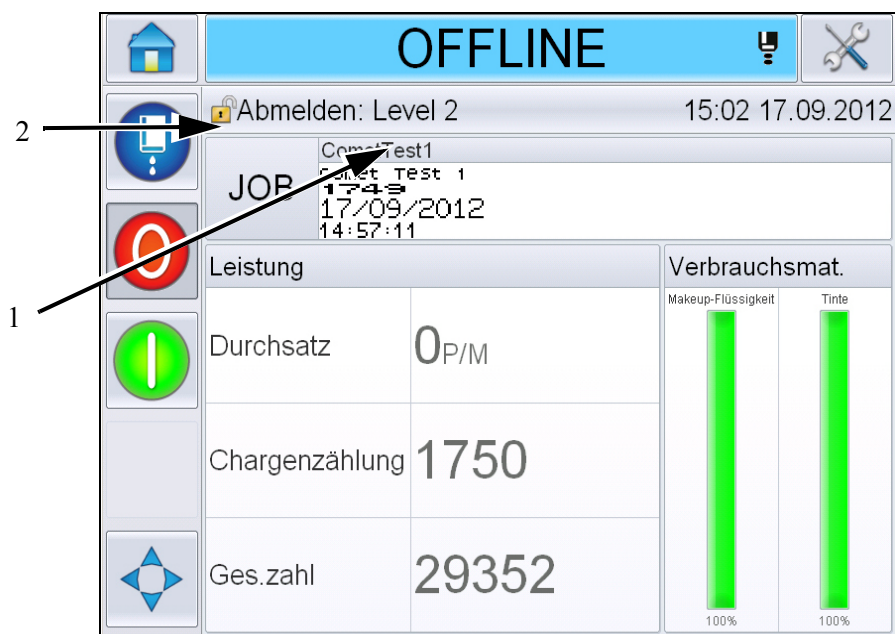 OFFLINE
2
Abmelden: Level 2 15:02 17.09.2012
CometTest1
JOB
Comet Test 1
1749
17/09/2012
14:57:11
1
Leistung
Verbrauchsmat.
Makeup-Flüssigkeit Tinte
Durchsatz 0P/M
Chargenzählung 1750
Ges.zahl 29352
100% 100%